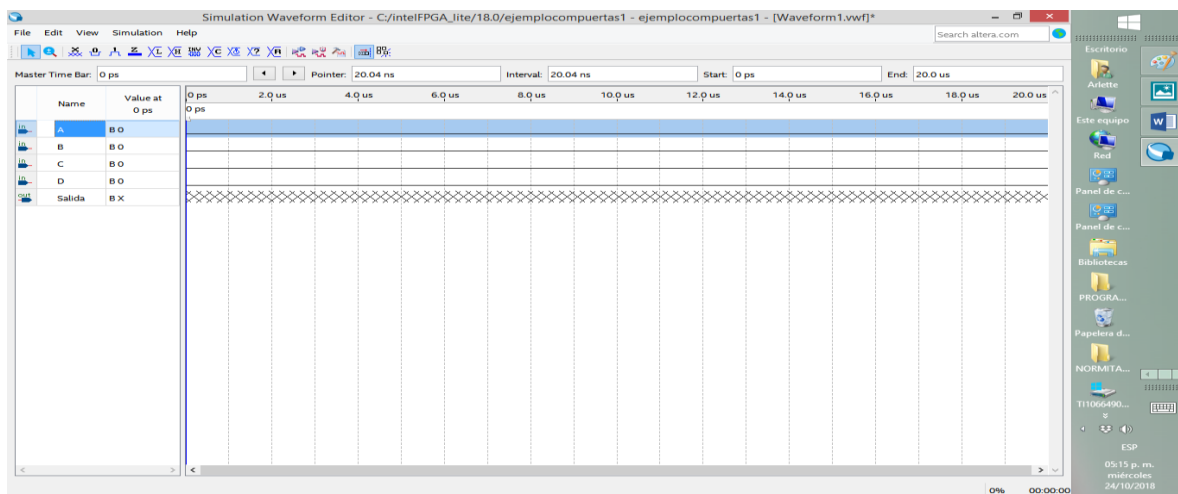 Simulation Waveform Editor - C:/intelFPGA_lite/18.0/ejemplocompuertas1 - ejemplocompuertas1 - [Waveform1.vwf]*
File Edit View Simulation Help
Search altera.com
Master Time Bar: 0 ps
Pointer: 20.04 ns
Interval: 20.04 ns
Start: 0 ps
End: 20.0 us
Name
Value at
0 ps
0 ps 2.0 us 4.0 us 6.0 us 8.0 us 10.0 us 12.0 us 14.0 us 16.0 us 18.0 us 20.0 us
0 ps
in A B 0
in B B 0
in C B 0
in D B 0
out Salida B X
0% 00:00:00
Escritorio
Arlette
Este equipo
Red
Panel de c...
Panel de c...
Bibliotecas
PROGRA...
Papelera d...
NORMITA...
TI1066490...
ESP
05:15 p. m.
miércoles
24/10/2018